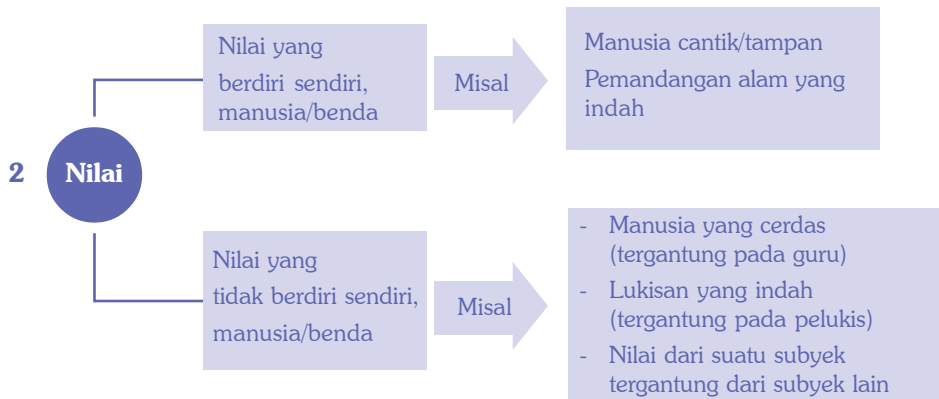 Nilai yang
berdiri sendiri,
manusia/benda
Misal
Manusia cantik/tampan
Pemandangan alam yang
indah
2
Nilai
Nilai yang
tidak berdiri sendiri,
manusia/benda
Misal
- Manusia yang cerdas
(tergantung pada guru)
- Lukisan yang indah
(tergantung pada pelukis)
- Nilai dari suatu subyek
tergantung dari subyek lain